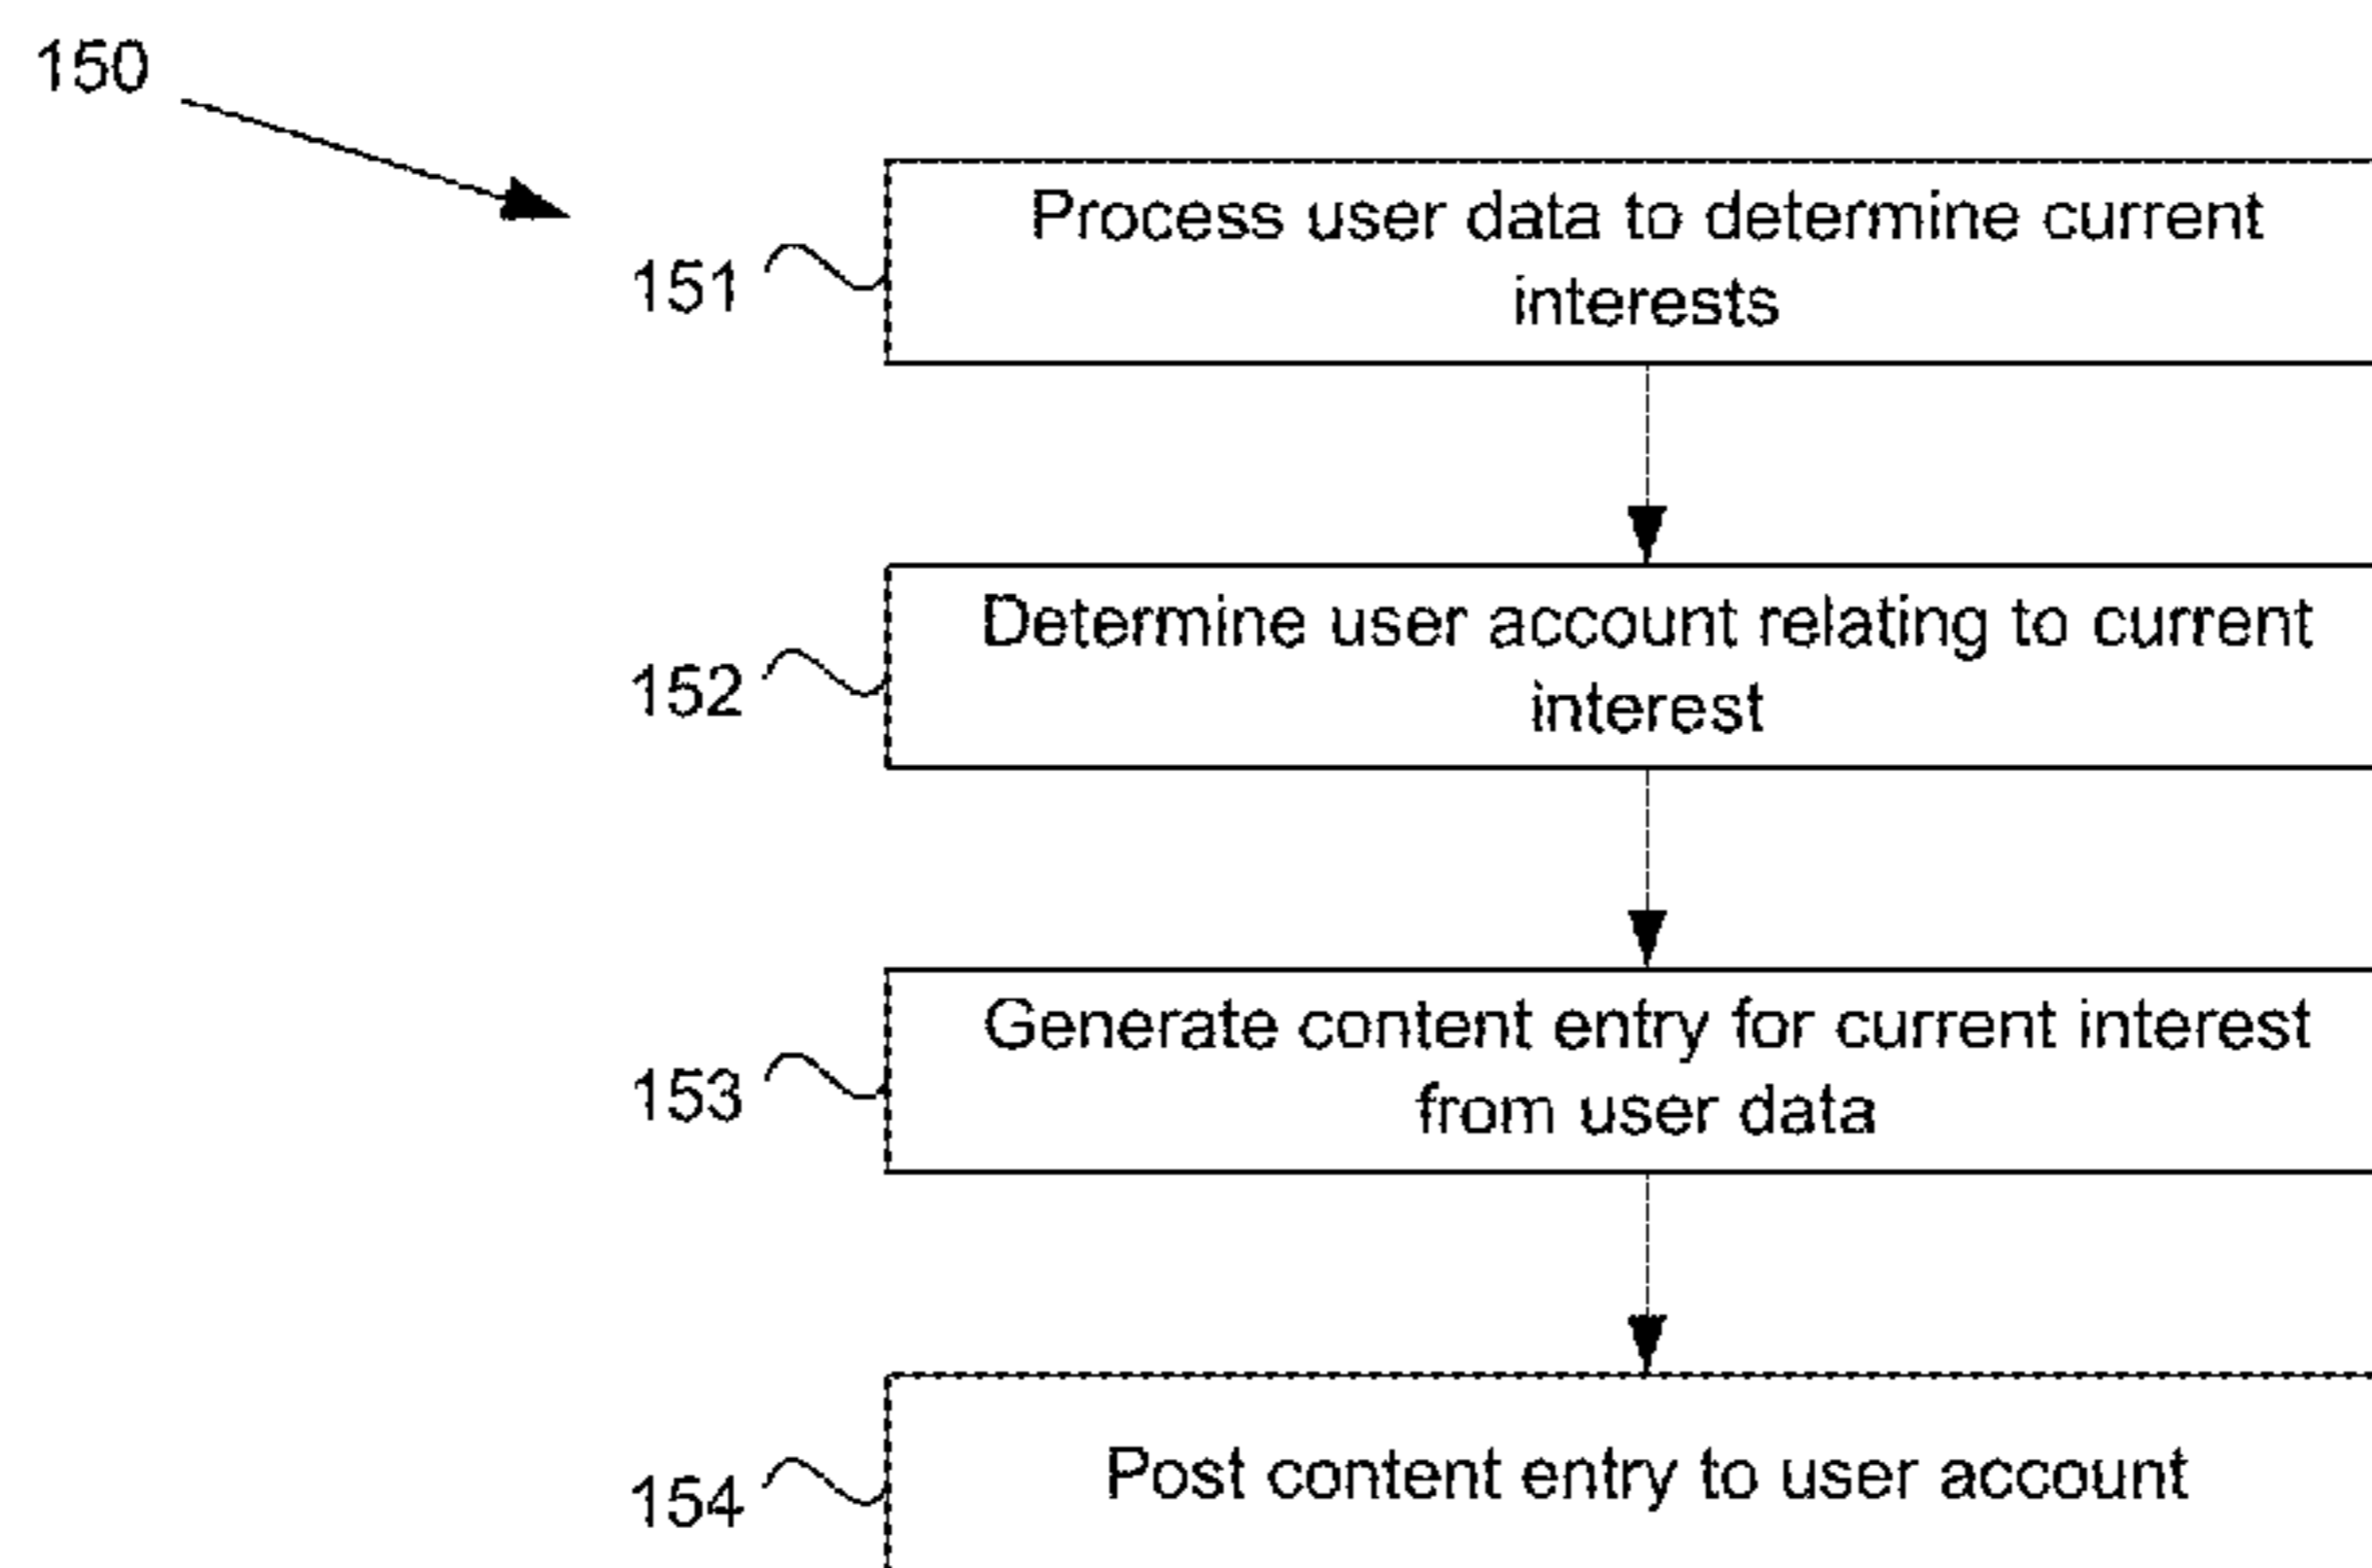 150
Process user data to determine current
interests
151
Determine user account relating to current
interest
152
Generate content entry for current interest
from user data
153
Post content entry to user account
154